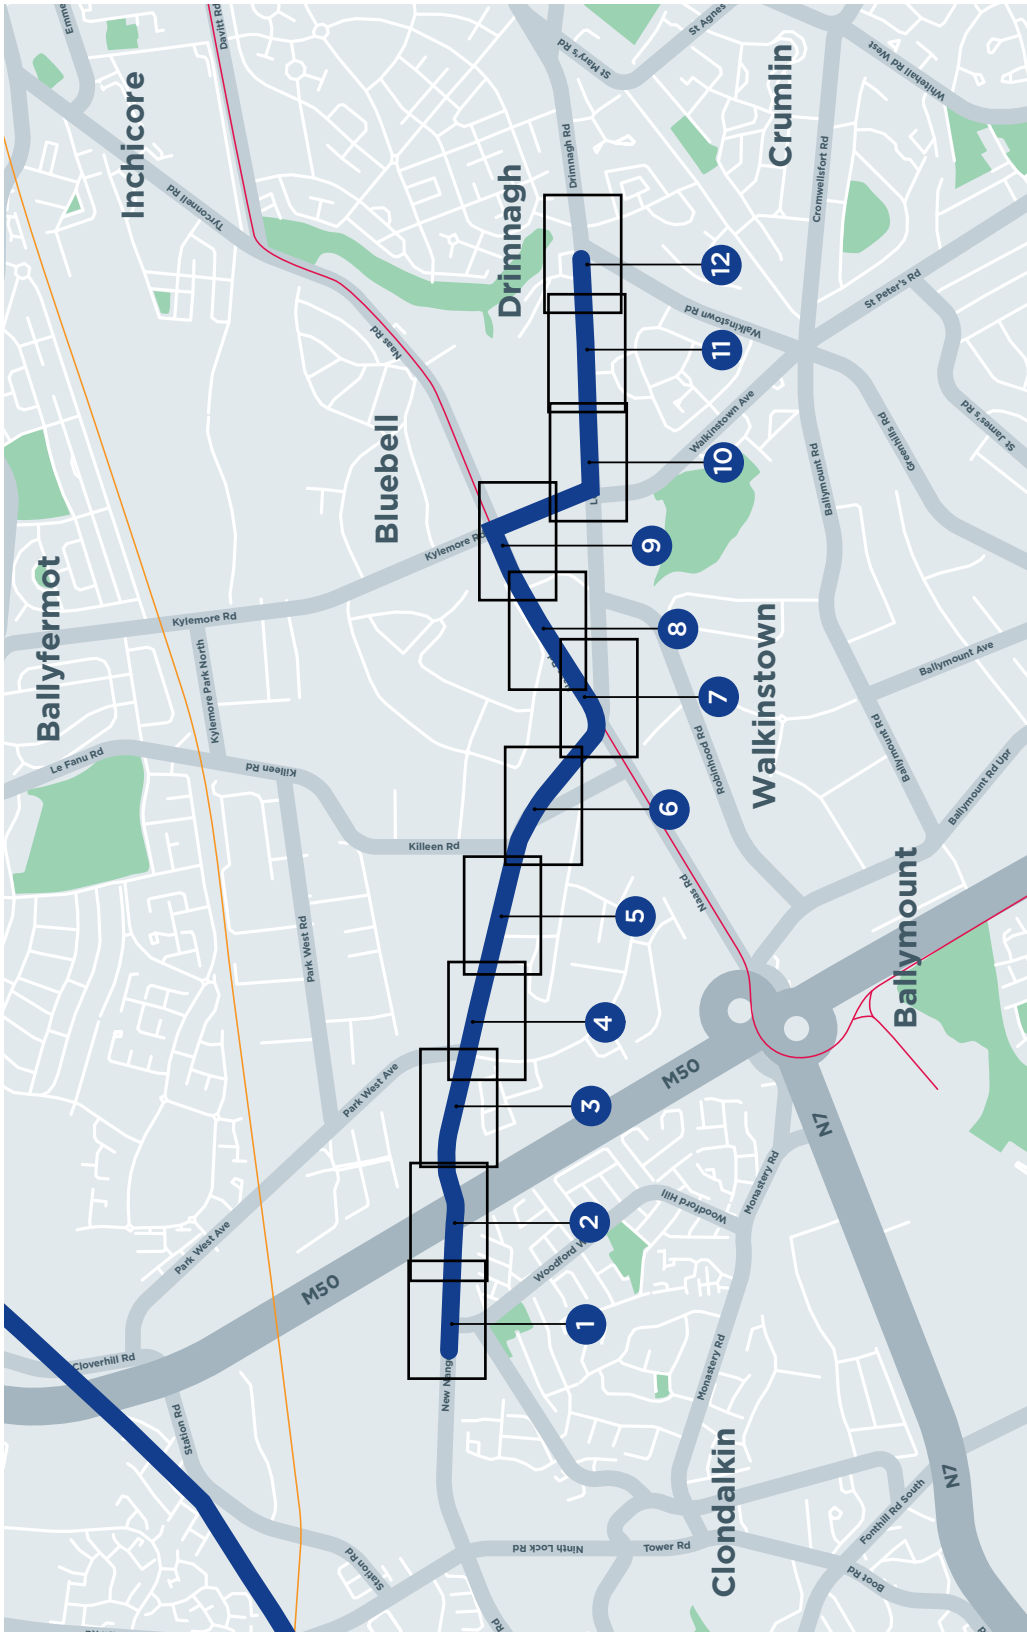 Emme
Davitt Rd
St Agnes
St Mary's Rd
Whitehall Rd West
Crumlin
Inchicore
Tyrconnell Rd
Drimnagh Rd
Cromwellsfort Rd
Drimnagh
12
St Peter's Rd
Walkinstown Rd
Naas Rd
11
Walkinstown Ave
St James's Rd
Greenhills Rd
Bluebell
10
Ballymount Rd
Kylemore Rd
9
Ballyfermot
Kylemore Rd
8
Kylemore Park North
Walkinstown
Ballymount Ave
7
Le Fanu Rd
Killeen Rd
Robinhood Rd
Ballymount Rd
Ballymount Rd Upr
6
Killeen Rd
Naas Rd
Ballymount
5
Park West Rd
4
Park West Ave
M50
3
N7
Monastery Rd
Woodford Hill
2
Park West Ave
Woodford
M50
1
Cloverhill Rd
Monastery Rd
New Nang
Station Rd
Clondalkin
N7
Fonthill Rd South
Ninth Lock Rd
Tower Rd
Station Rd
Boot Rd
Rd